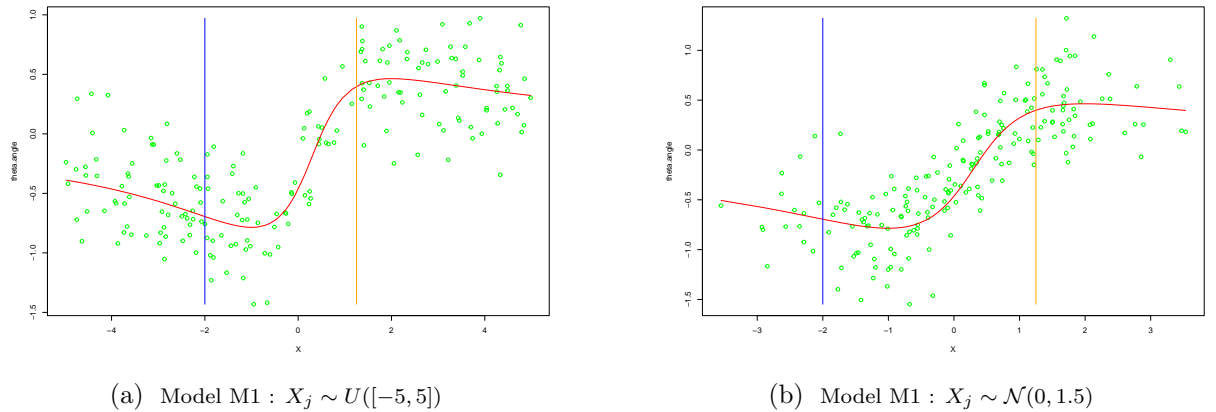 1.0
0.5
0.0
−0.5
−1.0
−1.5
theta.angle
−4 −2 0 2 4
X
(a) Model M1 : X_j ∼ U([−5, 5])
1.0
0.5
0.0
−0.5
−1.0
−1.5
theta.angle
−3 −2 −1 0 1 2 3
X
(b) Model M1 : X_j ∼ 𝒩(0, 1.5)